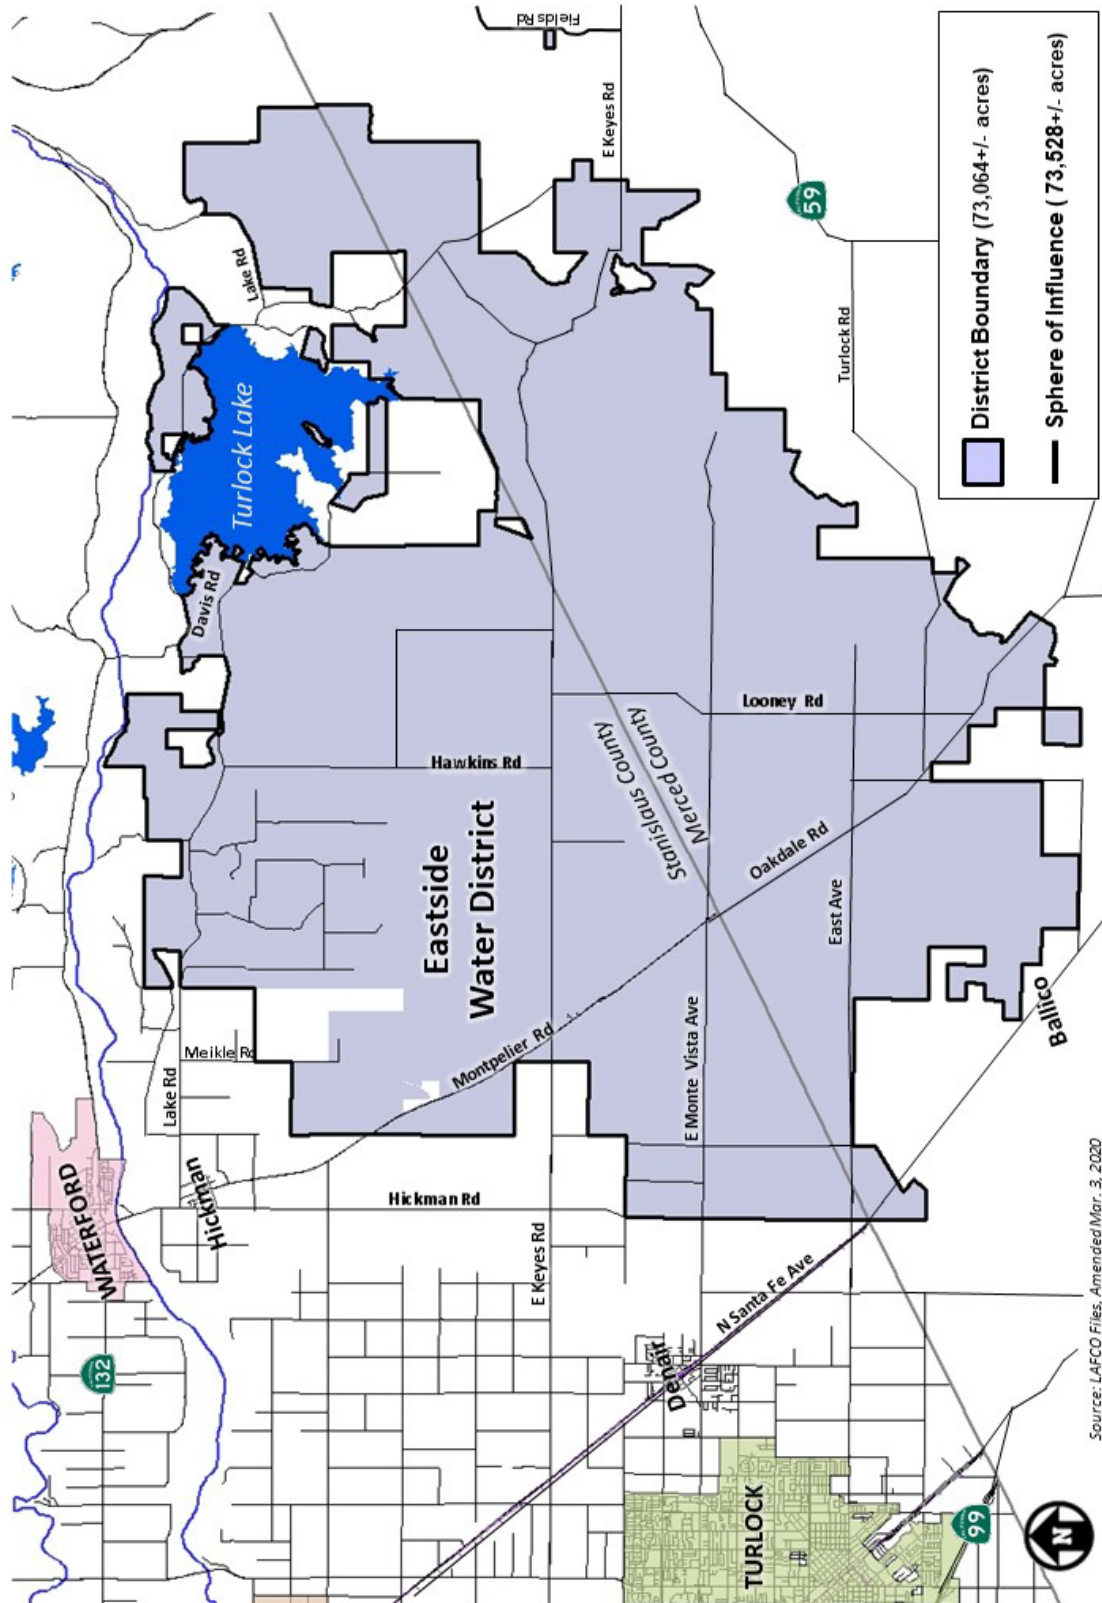 Fields Rd
E Keyes Rd
59
Lake Rd
Turlock Lake
Turlock Rd
Davis Rd
Looney Rd
Hawkins Rd
Stanislaus County
Merced County
Eastside
Water District
Oakdale Rd
East Ave
Meikle Rd
Montpelier Rd
E Monte Vista Ave
Ballico
Lake Rd
WATERFORD
Hickman
Hickman Rd
E Keyes Rd
N Santa Fe Ave
132
Denair
TURLOCK
99
N
District Boundary (73,064+/- acres)
Sphere of Influence ( 73,528+/- acres)
Source: LAFCO Files, Amended Mar. 3, 2020